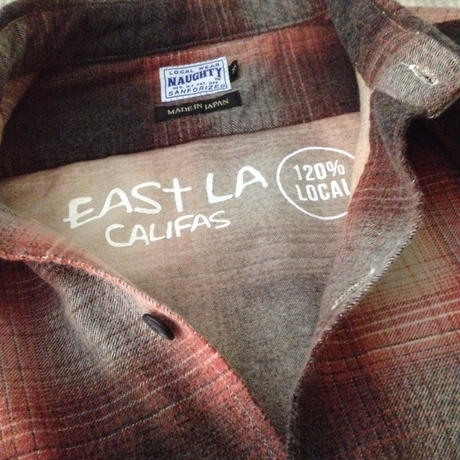 LOCAL WEAR
NAUGHTY
SANFORIZED
MADE IN JAPAN
EAST LA
CALIFAS
120%
LOCAL